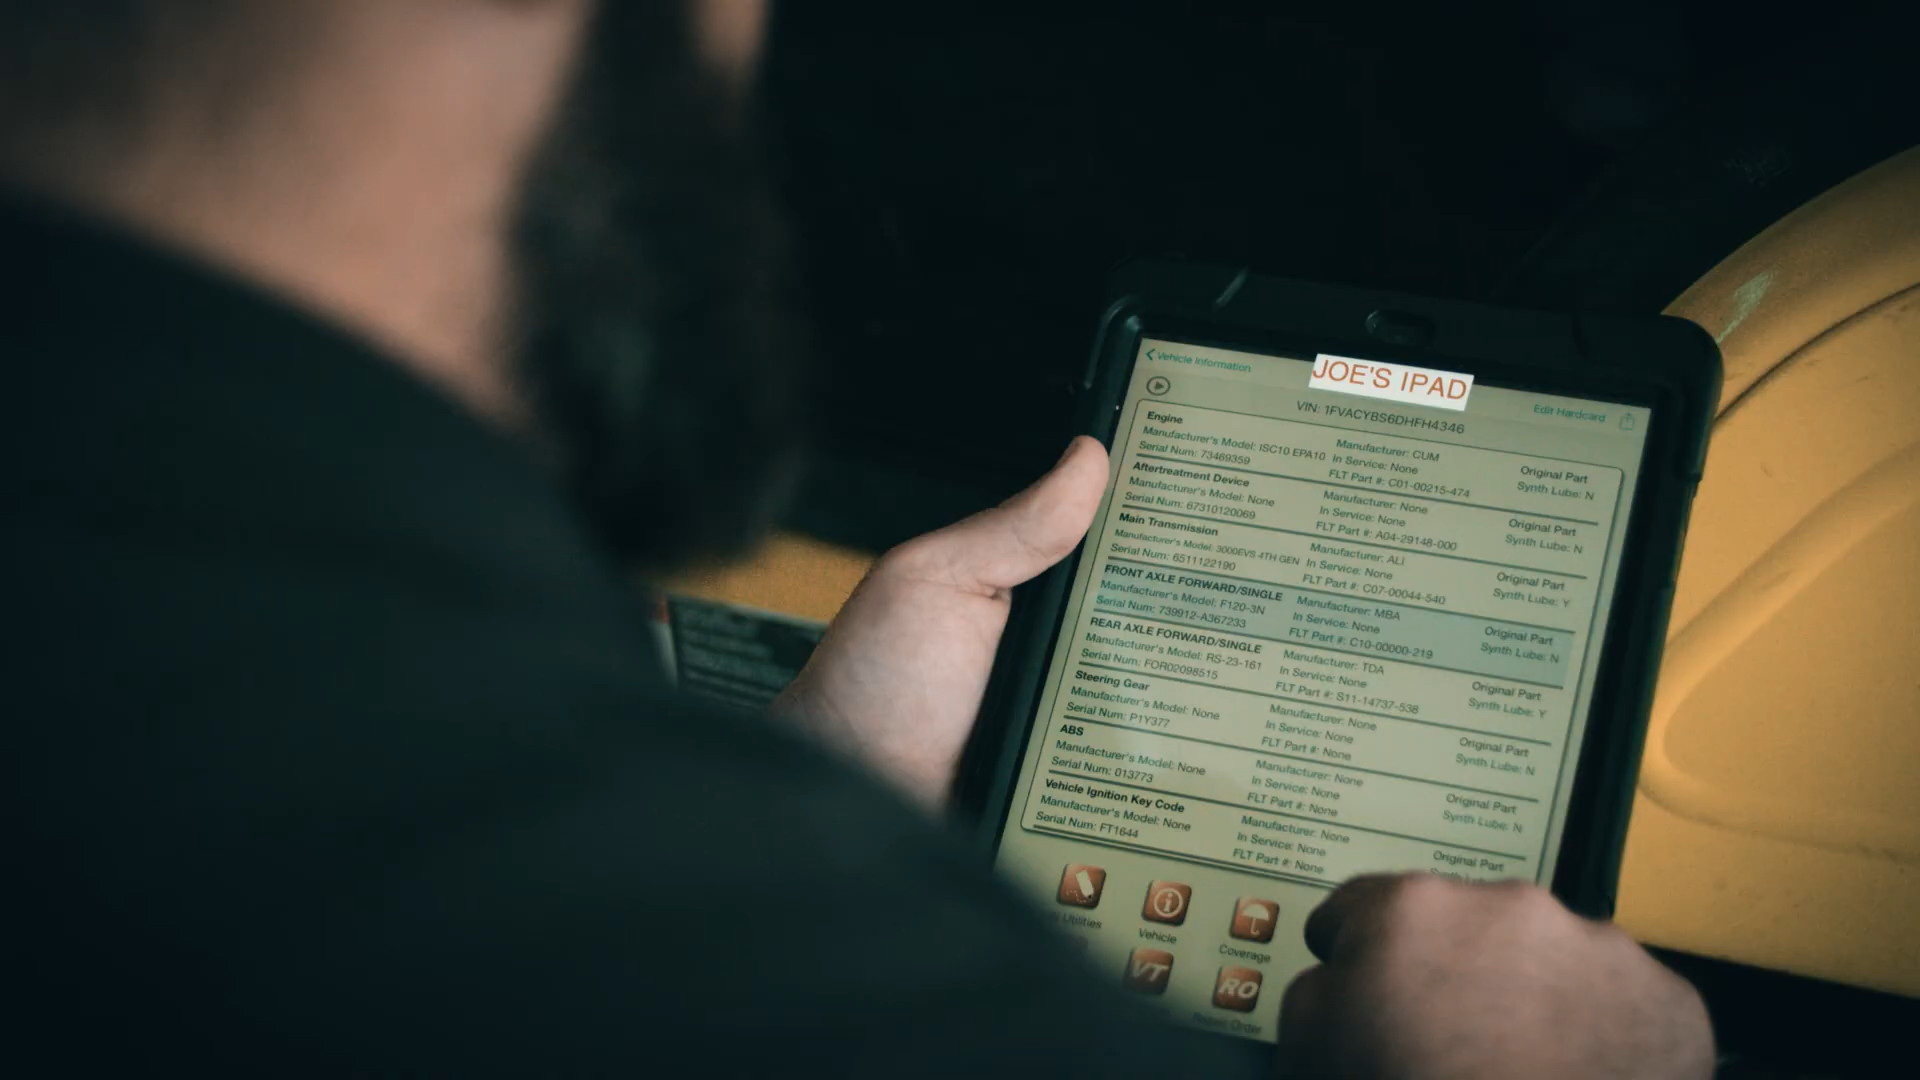 Vehicle Information
JOE'S IPAD
Edit Hardcard
VIN: 1FVACYBS6DHFH4346
Engine
Manufacturer's Model: ISC10 EPA10 Manufacturer: CUM Original Part
Serial Num: 73469359 In Service: None Synth Lube: N
FLT Part #: C01-00215-474
Aftertreatment Device
Manufacturer's Model: None Manufacturer: None Original Part
Serial Num: 67310120069 In Service: None Synth Lube: N
FLT Part #: A04-29148-000
Main Transmission
Manufacturer's Model: 3000EVS 4TH GEN Manufacturer: ALI Original Part
Serial Num: 6511122190 In Service: None Synth Lube: Y
FLT Part #: C07-00044-540
FRONT AXLE FORWARD/SINGLE
Manufacturer's Model: F120-3N Manufacturer: MBA Original Part
Serial Num: 739912-A367233 In Service: None Synth Lube: N
FLT Part #: C10-00000-219
REAR AXLE FORWARD/SINGLE
Manufacturer's Model: RS-23-161 Manufacturer: TDA Original Part
Serial Num: FOR02098515 In Service: None Synth Lube: Y
FLT Part #: S11-14737-538
Steering Gear
Manufacturer's Model: None Manufacturer: None Original Part
Serial Num: P1Y377 In Service: None Synth Lube: N
FLT Part #: None
ABS
Manufacturer's Model: None Manufacturer: None Original Part
Serial Num: 013773 In Service: None Synth Lube: N
FLT Part #: None
Vehicle Ignition Key Code
Manufacturer's Model: None Manufacturer: None Original Part
Serial Num: FT1644 In Service: None Synth
FLT Part #: None
Utilities
Vehicle
Coverage
VT
RO
Order